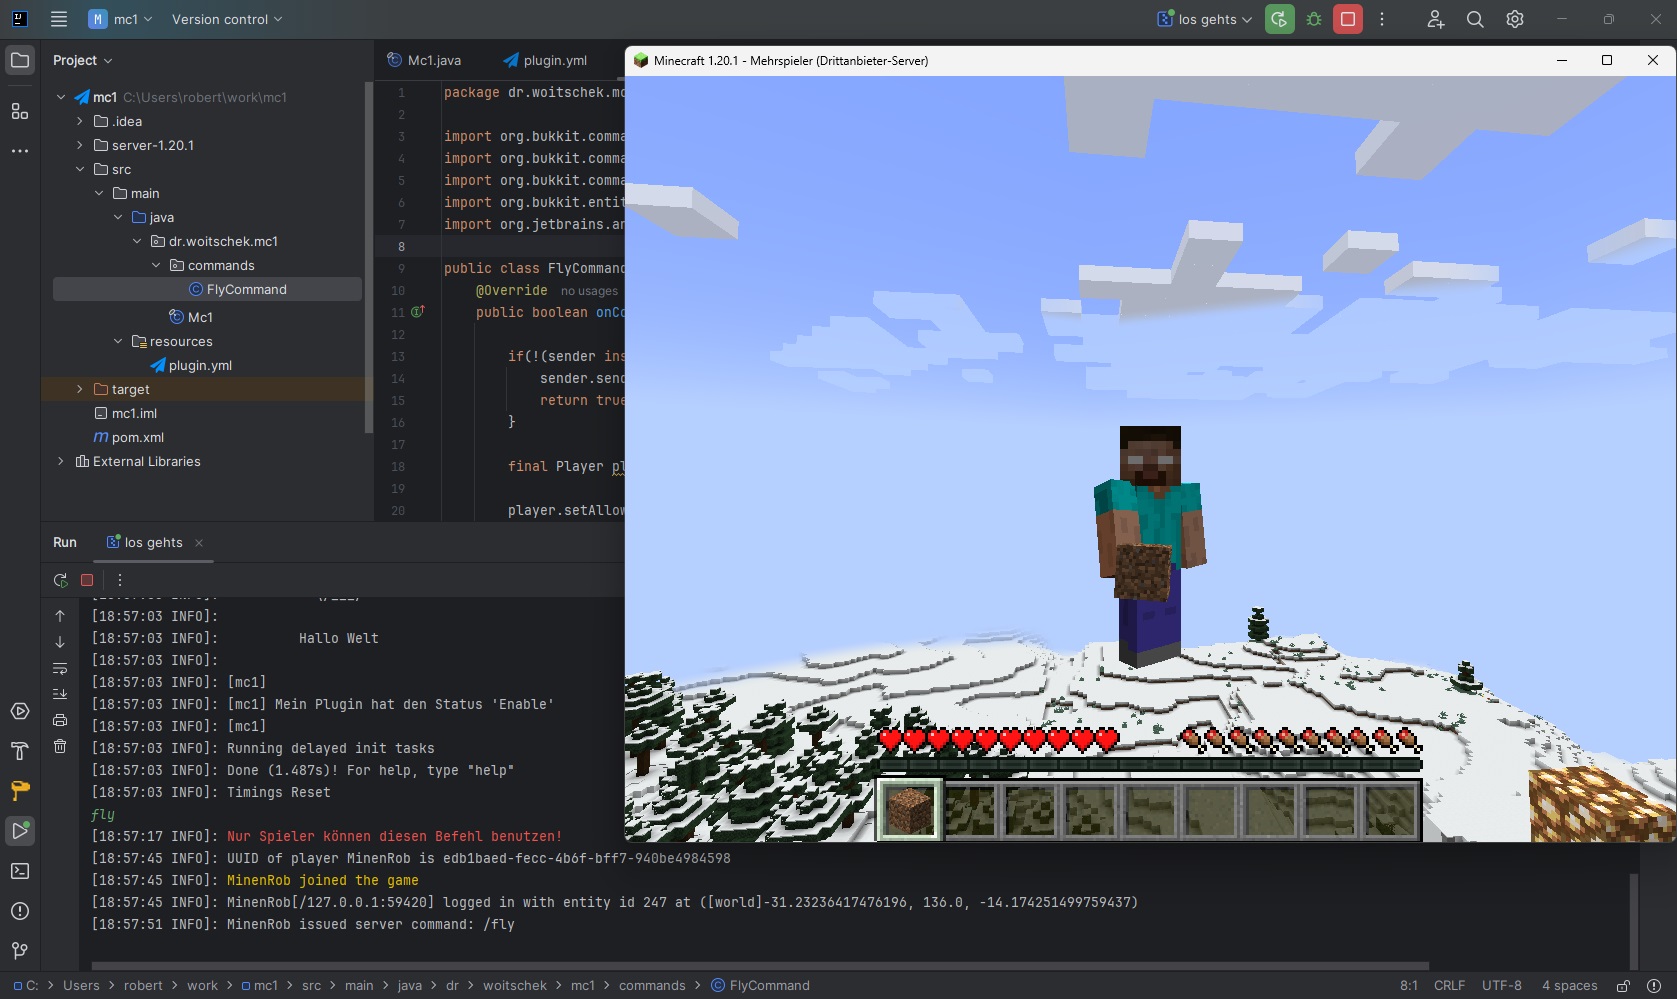 M mc1 Version control los gehts
Project
mc1 C:\Users\robert\work\mc1
.idea
server-1.20.1
src
main
java
dr.woitschek.mc1
commands
FlyCommand
Mc1
resources
plugin.yml
target
mc1.iml
m pom.xml
External Libraries
Mc1.java plugin.yml
1 package dr.woitschek.mc
2
3 import org.bukkit.comma
4 import org.bukkit.comma
5 import org.bukkit.comma
6 import org.bukkit.entit
7 import org.jetbrains.an
8
9 public class FlyCommand
10 @Override no usages
11 public boolean onCo
12
13 if(!(sender ins
14 sender.send
15 return true
16 }
17
18 final Player pl
19
20 player.setAllow
Minecraft 1.20.1 - Mehrspieler (Drittanbieter-Server)
Run los gehts
[18:57:03 INFO]:
[18:57:03 INFO]: Hallo Welt
[18:57:03 INFO]:
[18:57:03 INFO]: [mc1]
[18:57:03 INFO]: [mc1] Mein Plugin hat den Status 'Enable'
[18:57:03 INFO]: [mc1]
[18:57:03 INFO]: Running delayed init tasks
[18:57:03 INFO]: Done (1.487s)! For help, type "help"
[18:57:03 INFO]: Timings Reset
fly
[18:57:17 INFO]: Nur Spieler können diesen Befehl benutzen!
[18:57:45 INFO]: UUID of player MinenRob is edb1baed-fecc-4b6f-bff7-940be4984598
[18:57:45 INFO]: MinenRob joined the game
[18:57:45 INFO]: MinenRob[/127.0.0.1:59420] logged in with entity id 247 at ([world]-31.23236417476196, 136.0, -14.174251499759437)
[18:57:51 INFO]: MinenRob issued server command: /fly
C: > Users > robert > work > mc1 > src > main > java > dr > woitschek > mc1 > commands > FlyCommand 8:1 CRLF UTF-8 4 spaces